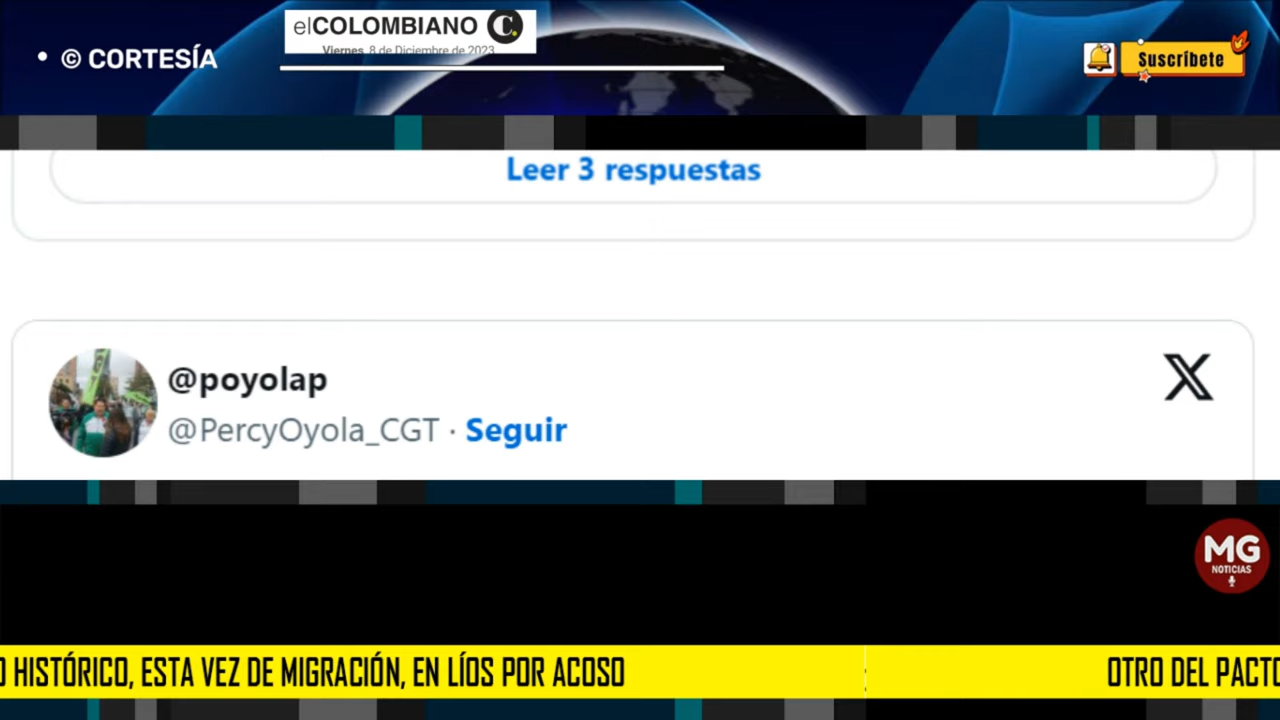 • © CORTESÍA
elCOLOMBIANO C.
Viernes, 8 de Diciembre de 2023
Suscríbete
Leer 3 respuestas
@poyolap
@PercyOyola_CGT · Seguir
MG
NOTICIAS
O HISTÓRICO, ESTA VEZ DE MIGRACIÓN, EN LÍOS POR ACOSO
OTRO DEL PACTO